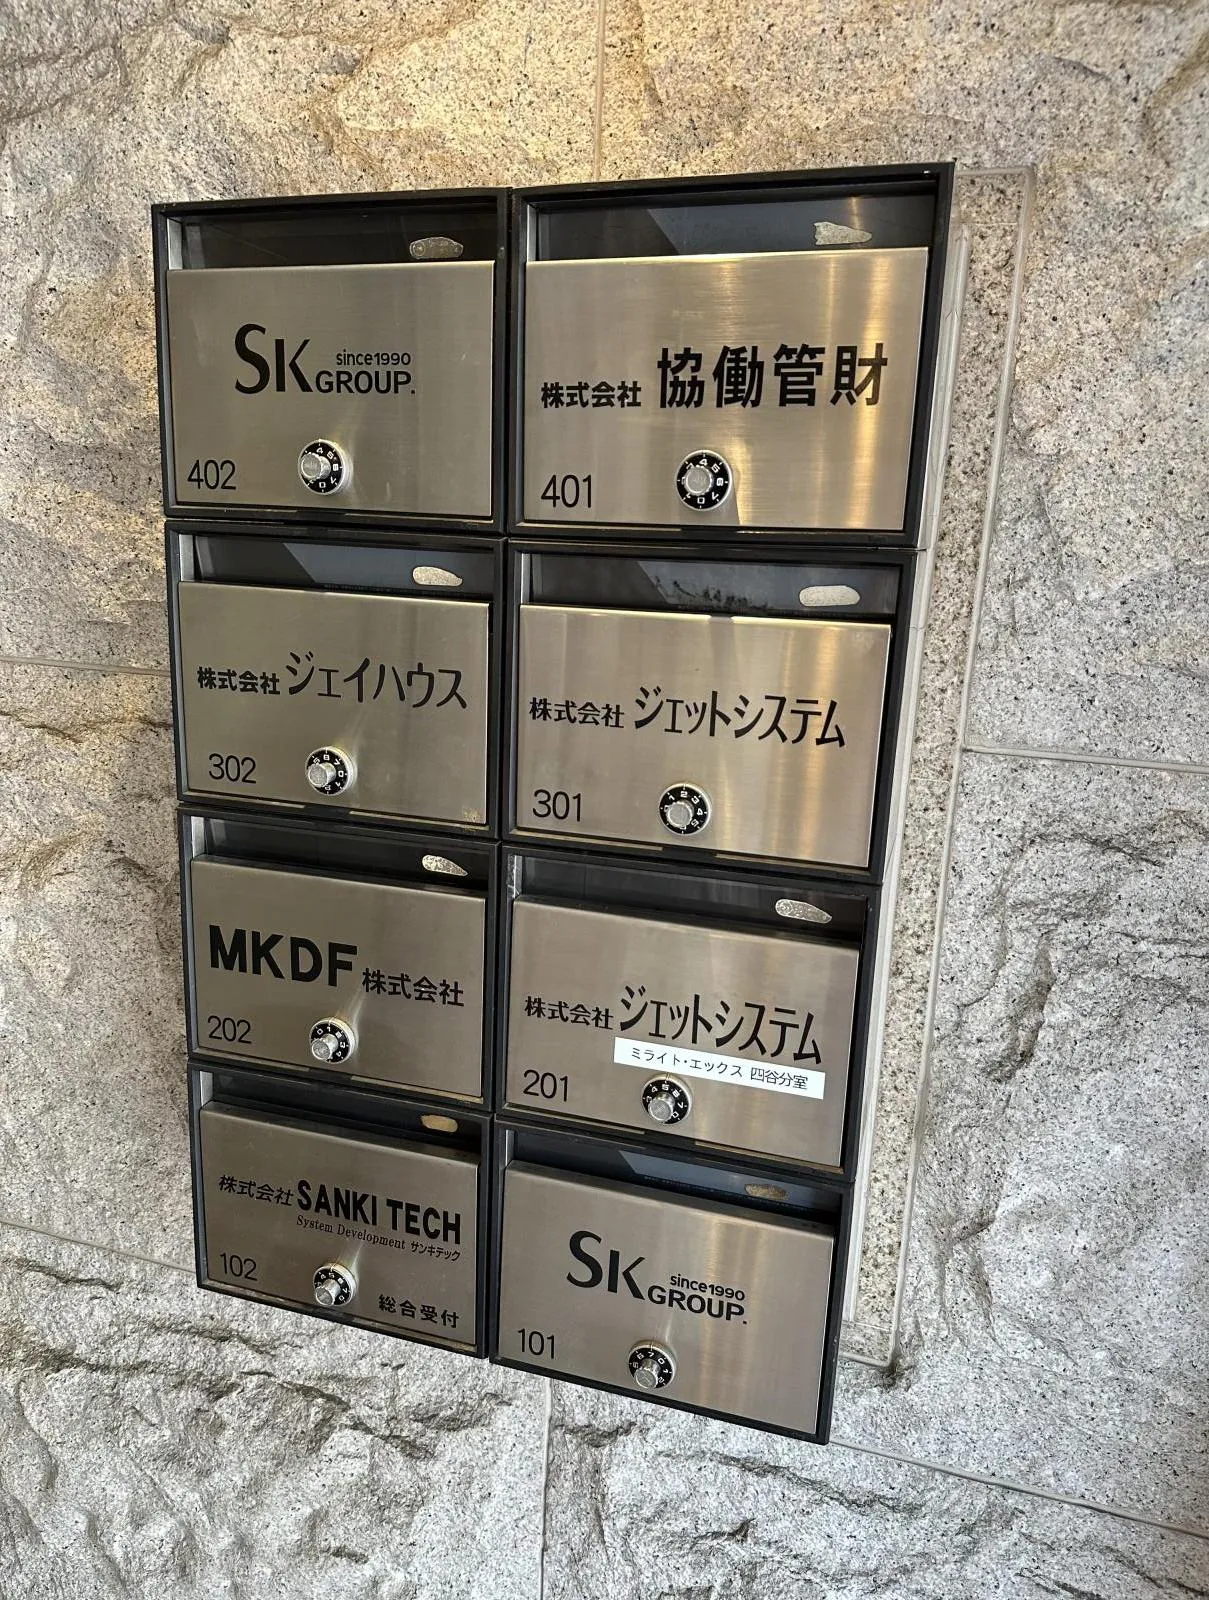 SK since1990 GROUP.
402
株式会社 協働管財
401
株式会社 ジェイハウス
302
株式会社 ジェットシステム
301
MKDF 株式会社
202
株式会社 ジェットシステム
ミライト・エックス 四谷分室
201
株式会社 SANKI TECH
System Development サンキテック
102
総合受付
SK since1990 GROUP.
101